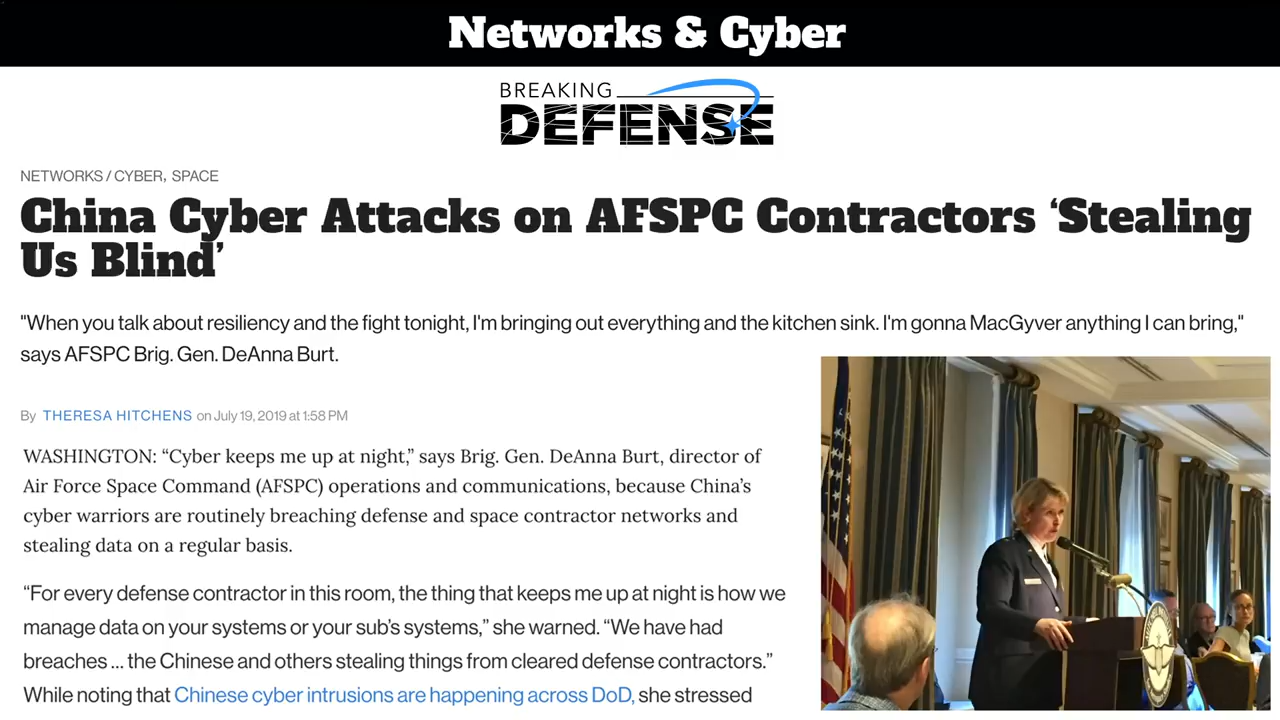 Networks & Cyber
BREAKING
DEFENSE
NETWORKS / CYBER, SPACE
China Cyber Attacks on AFSPC Contractors ‘Stealing
Us Blind’
"When you talk about resiliency and the fight tonight, I'm bringing out everything and the kitchen sink. I'm gonna MacGyver anything I can bring,"
says AFSPC Brig. Gen. DeAnna Burt.
By THERESA HITCHENS on July 19, 2019 at 1:58 PM
WASHINGTON: “Cyber keeps me up at night,” says Brig. Gen. DeAnna Burt, director of
Air Force Space Command (AFSPC) operations and communications, because China’s
cyber warriors are routinely breaching defense and space contractor networks and
stealing data on a regular basis.
“For every defense contractor in this room, the thing that keeps me up at night is how we
manage data on your systems or your sub’s systems,” she warned. “We have had
breaches ... the Chinese and others stealing things from cleared defense contractors.”
While noting that Chinese cyber intrusions are happening across DoD, she stressed